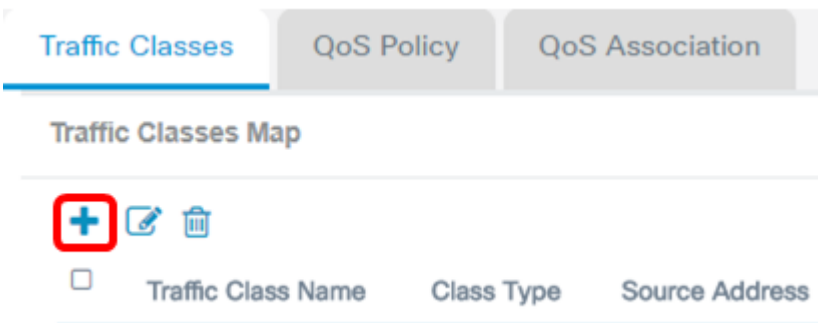 Traffic Classes QoS Policy QoS Association
Traffic Classes Map
Traffic Class Name Class Type Source Address